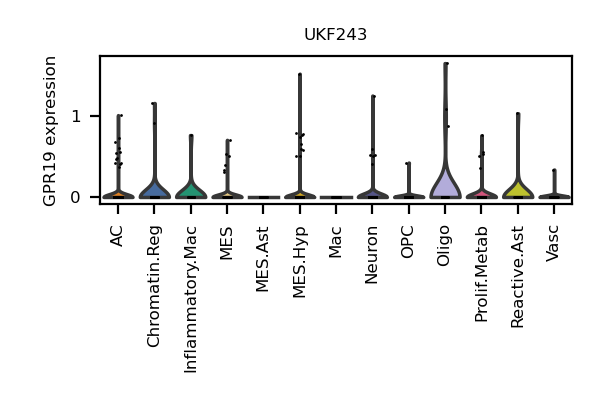 UKF243
GPR19 expression
1
0
AC
Chromatin.Reg
Inflammatory.Mac
MES
MES.Ast
MES.Hyp
Mac
Neuron
OPC
Oligo
Prolif.Metab
Reactive.Ast
Vasc